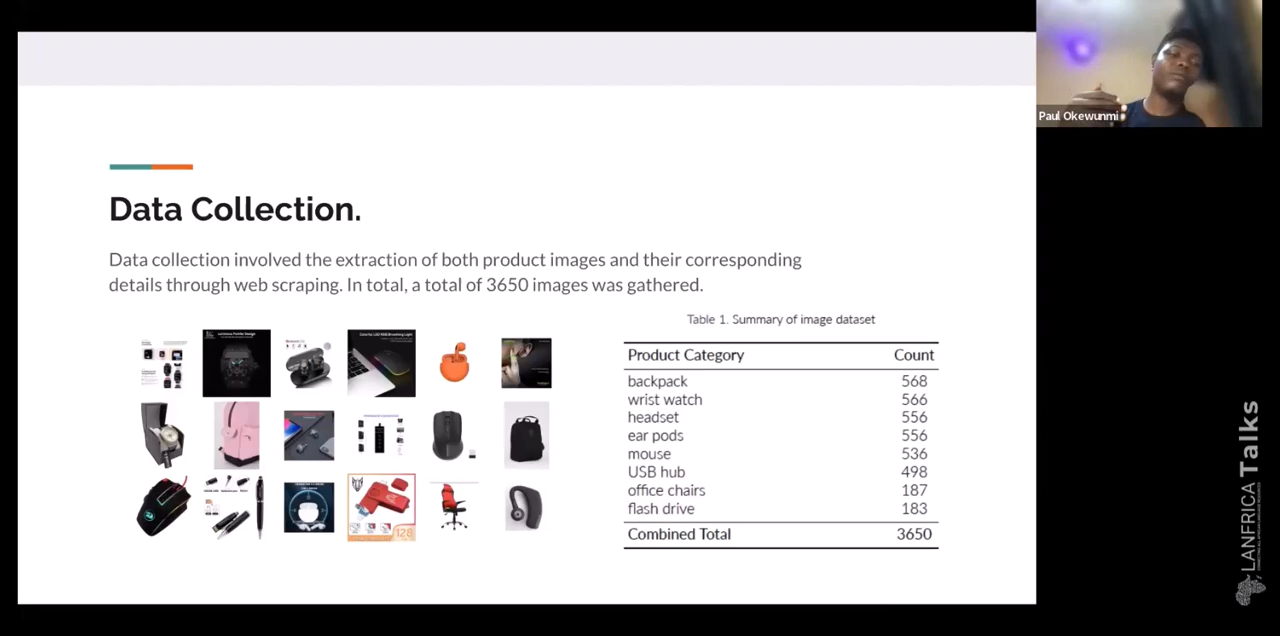 Paul Okewunmi
Data Collection.
Data collection involved the extraction of both product images and their corresponding
details through web scraping. In total, a total of 3650 images was gathered.
Table 1. Summary of image dataset
Product Category Count
backpack 568
wrist watch 566
headset 556
ear pods 556
mouse 536
USB hub 498
office chairs 187
flash drive 183
Combined Total 3650
128
LANFRICA Talks